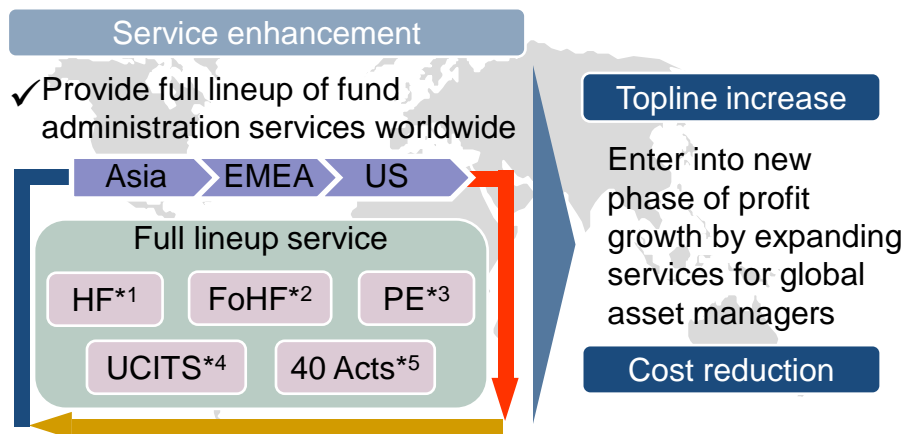 Service enhancement
✓Provide full lineup of fund
administration services worldwide
Asia
EMEA
US
Full lineup service
HF*1
FoHF*2
PE*3
UCITS*4
40 Acts*5
Topline increase
Enter into new
phase of profit
growth by expanding
services for global
asset managers
Cost reduction